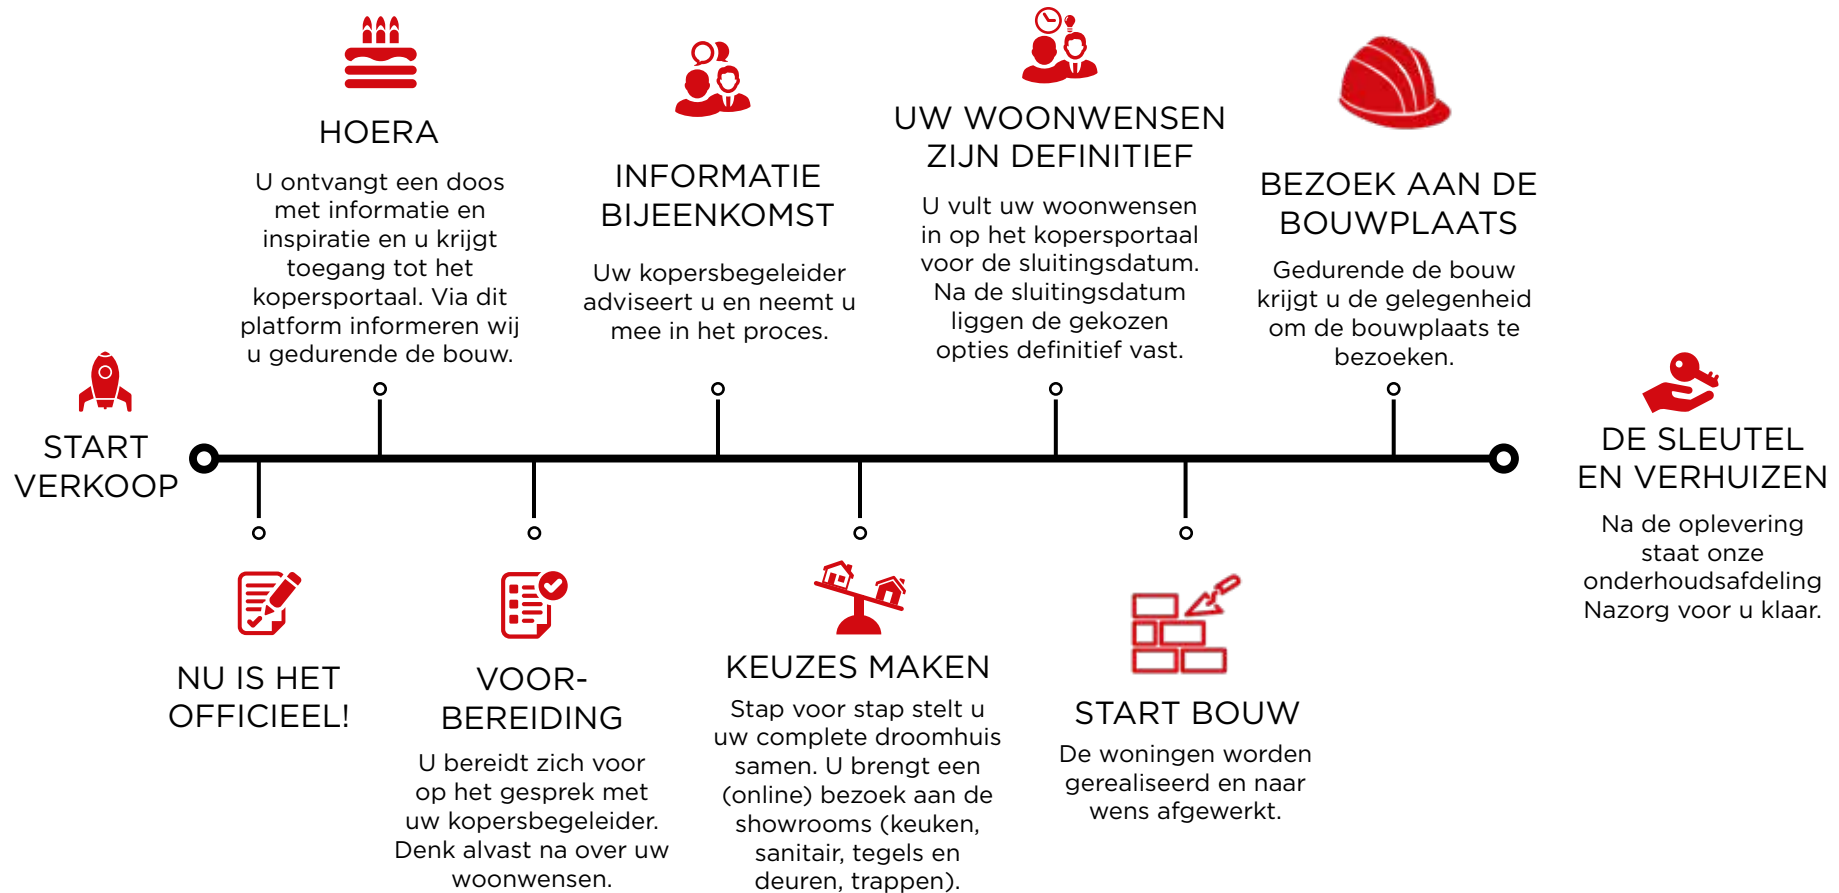 START
VERKOOP
NU IS HET
OFFICIEEL!
HOERA
U ontvangt een doos
met informatie en
inspiratie en u krijgt
toegang tot het
kopersportaal. Via dit
platform informeren wij
u gedurende de bouw.
VOOR-
BEREIDING
U bereidt zich voor
op het gesprek met
uw kopersbegeleider.
Denk alvast na over uw
woonwensen.
INFORMATIE
BIJEENKOMST
Uw kopersbegeleider
adviseert u en neemt u
mee in het proces.
KEUZES MAKEN
Stap voor stap stelt u
uw complete droomhuis
samen. U brengt een
(online) bezoek aan de
showrooms (keuken,
sanitair, tegels en
deuren, trappen).
UW WOONWENSEN
ZIJN DEFINITIEF
U vult uw woonwensen
in op het kopersportaal
voor de sluitingsdatum.
Na de sluitingsdatum
liggen de gekozen
opties definitief vast.
START BOUW
De woningen worden
gerealiseerd en naar
wens afgewerkt.
BEZOEK AAN DE
BOUWPLAATS
Gedurende de bouw
krijgt u de gelegenheid
om de bouwplaats te
bezoeken.
DE SLEUTEL
EN VERHUIZEN
Na de oplevering
staat onze
onderhoudsafdeling
Nazorg voor u klaar.